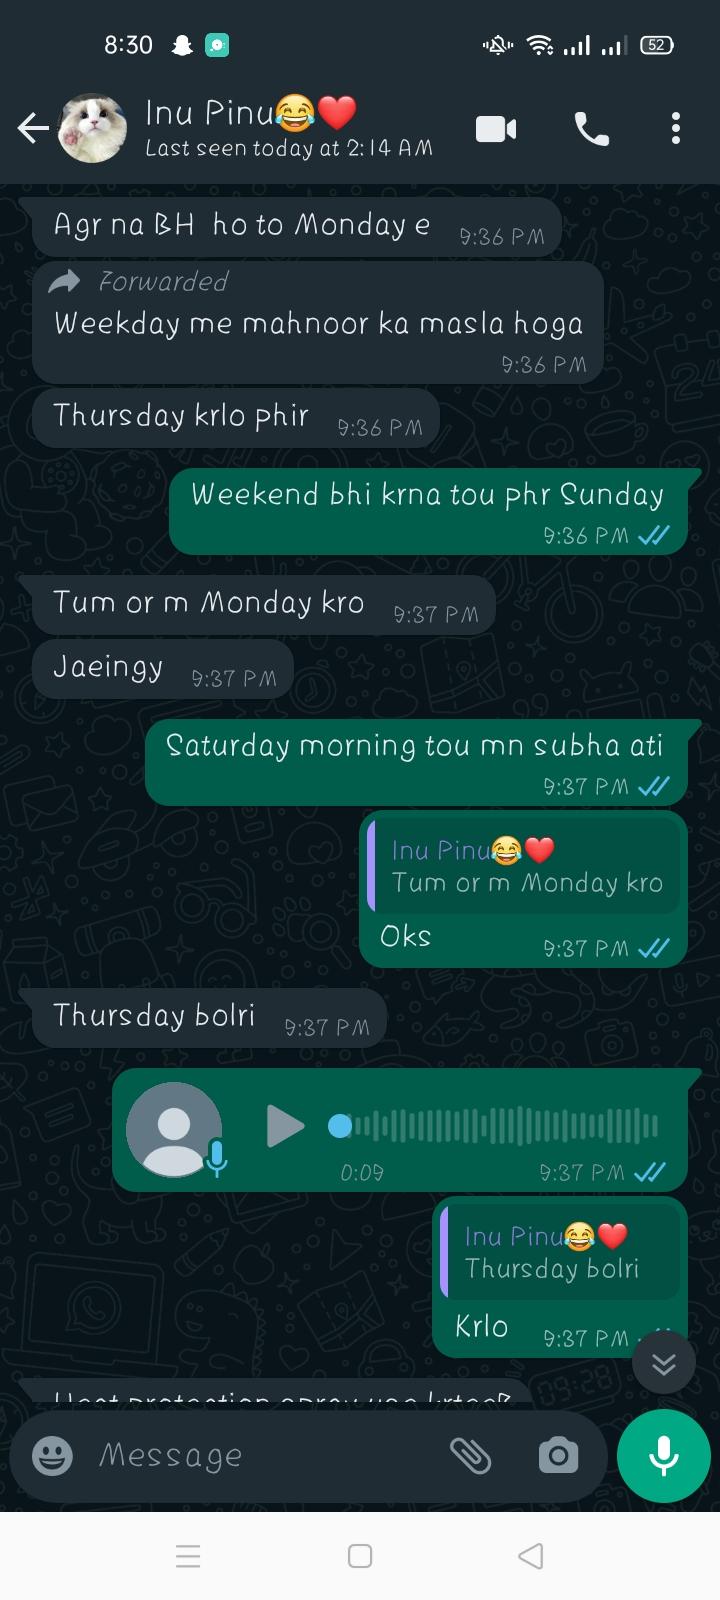 8:30
52
Inu Pinu😂❤️
Last seen today at 2:14 AM
Agr na BH ho to Monday e 9:36 PM
Forwarded
Weekday me mahnoor ka masla hoga
9:36 PM
Thursday krlo phir 9:36 PM
Weekend bhi krna tou phr Sunday
9:36 PM
Tum or m Monday kro 9:37 PM
Jaeingy 9:37 PM
Saturday morning tou mn subha ati
9:37 PM
Inu Pinu😂❤️
Tum or m Monday kro
Oks 9:37 PM
Thursday bolri 9:37 PM
0:09 9:37 PM
Inu Pinu😂❤️
Thursday bolri
Krlo 9:37 PM
Heat protection spray use
Message